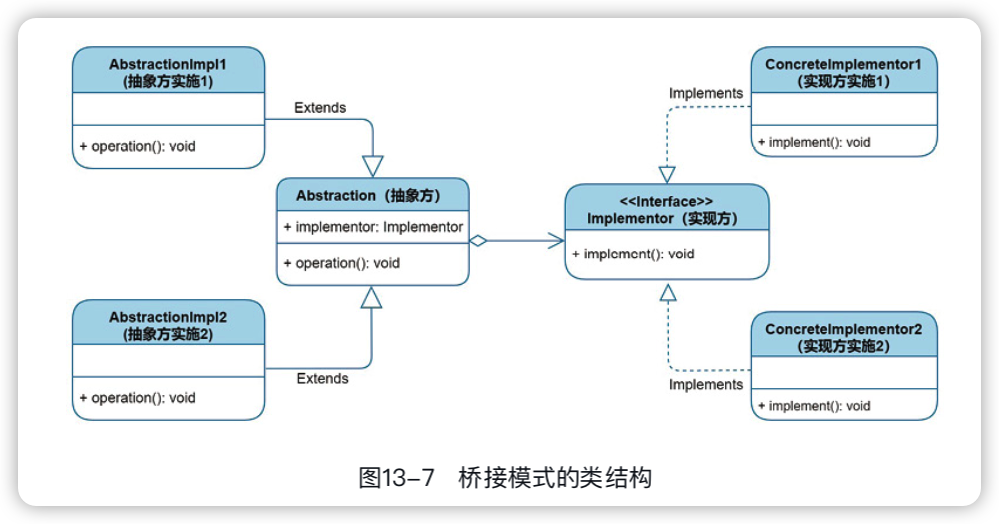 AbstractionImpl1
(抽象方实施1)
+ operation(): void
Extends
ConcreteImplementor1
(实现方实施1)
+ implement(): void
Implements
Abstraction（抽象方）
+ implementor: Implementor
+ operation(): void
<<Interface>>
Implementor（实现方）
+ implement(): void
AbstractionImpl2
(抽象方实施2)
+ operation(): void
Extends
ConcreteImplementor2
(实现方实施2)
+ implement(): void
Implements
图13-7 桥接模式的类结构